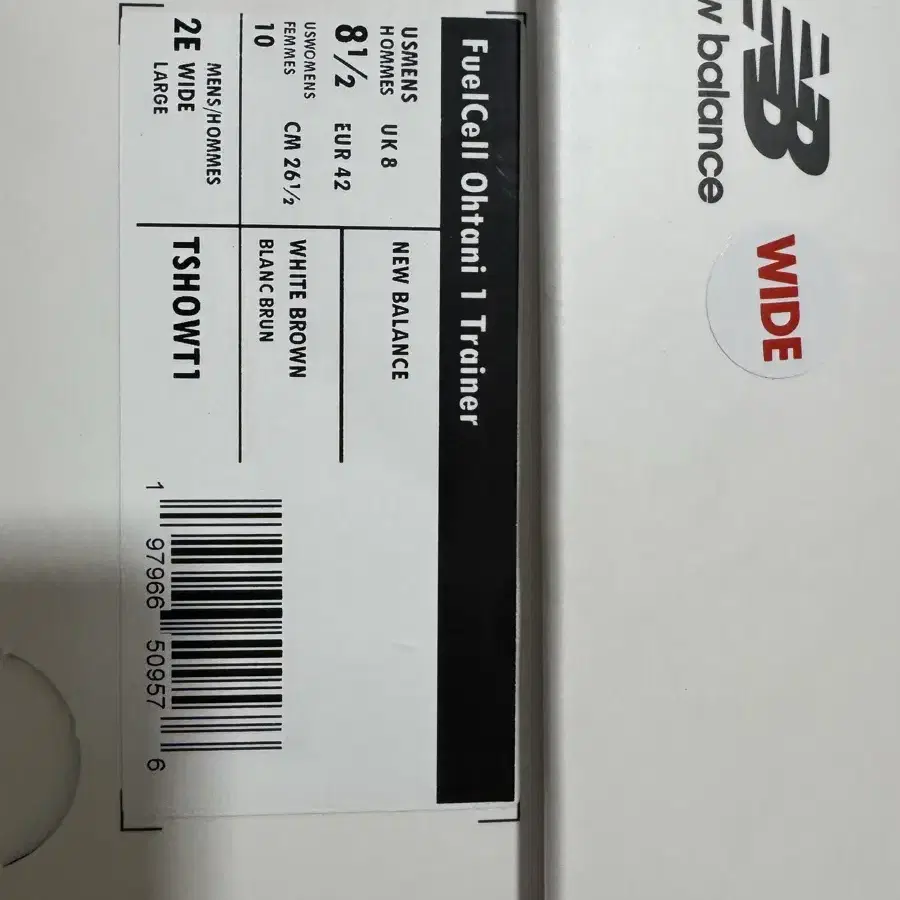 new balance
WIDE
FuelCell Ohtani 1 Trainer
USMENS
HOMMES
UK 8
8 1/2
EUR 42
USWOMENS
FEMMES
CM 26 1/2
10
MENS/HOMMES
2E WIDE
LARGE
NEW BALANCE
WHITE BROWN
BLANC BRUN
TSHOWT1
1 97966 50957 6